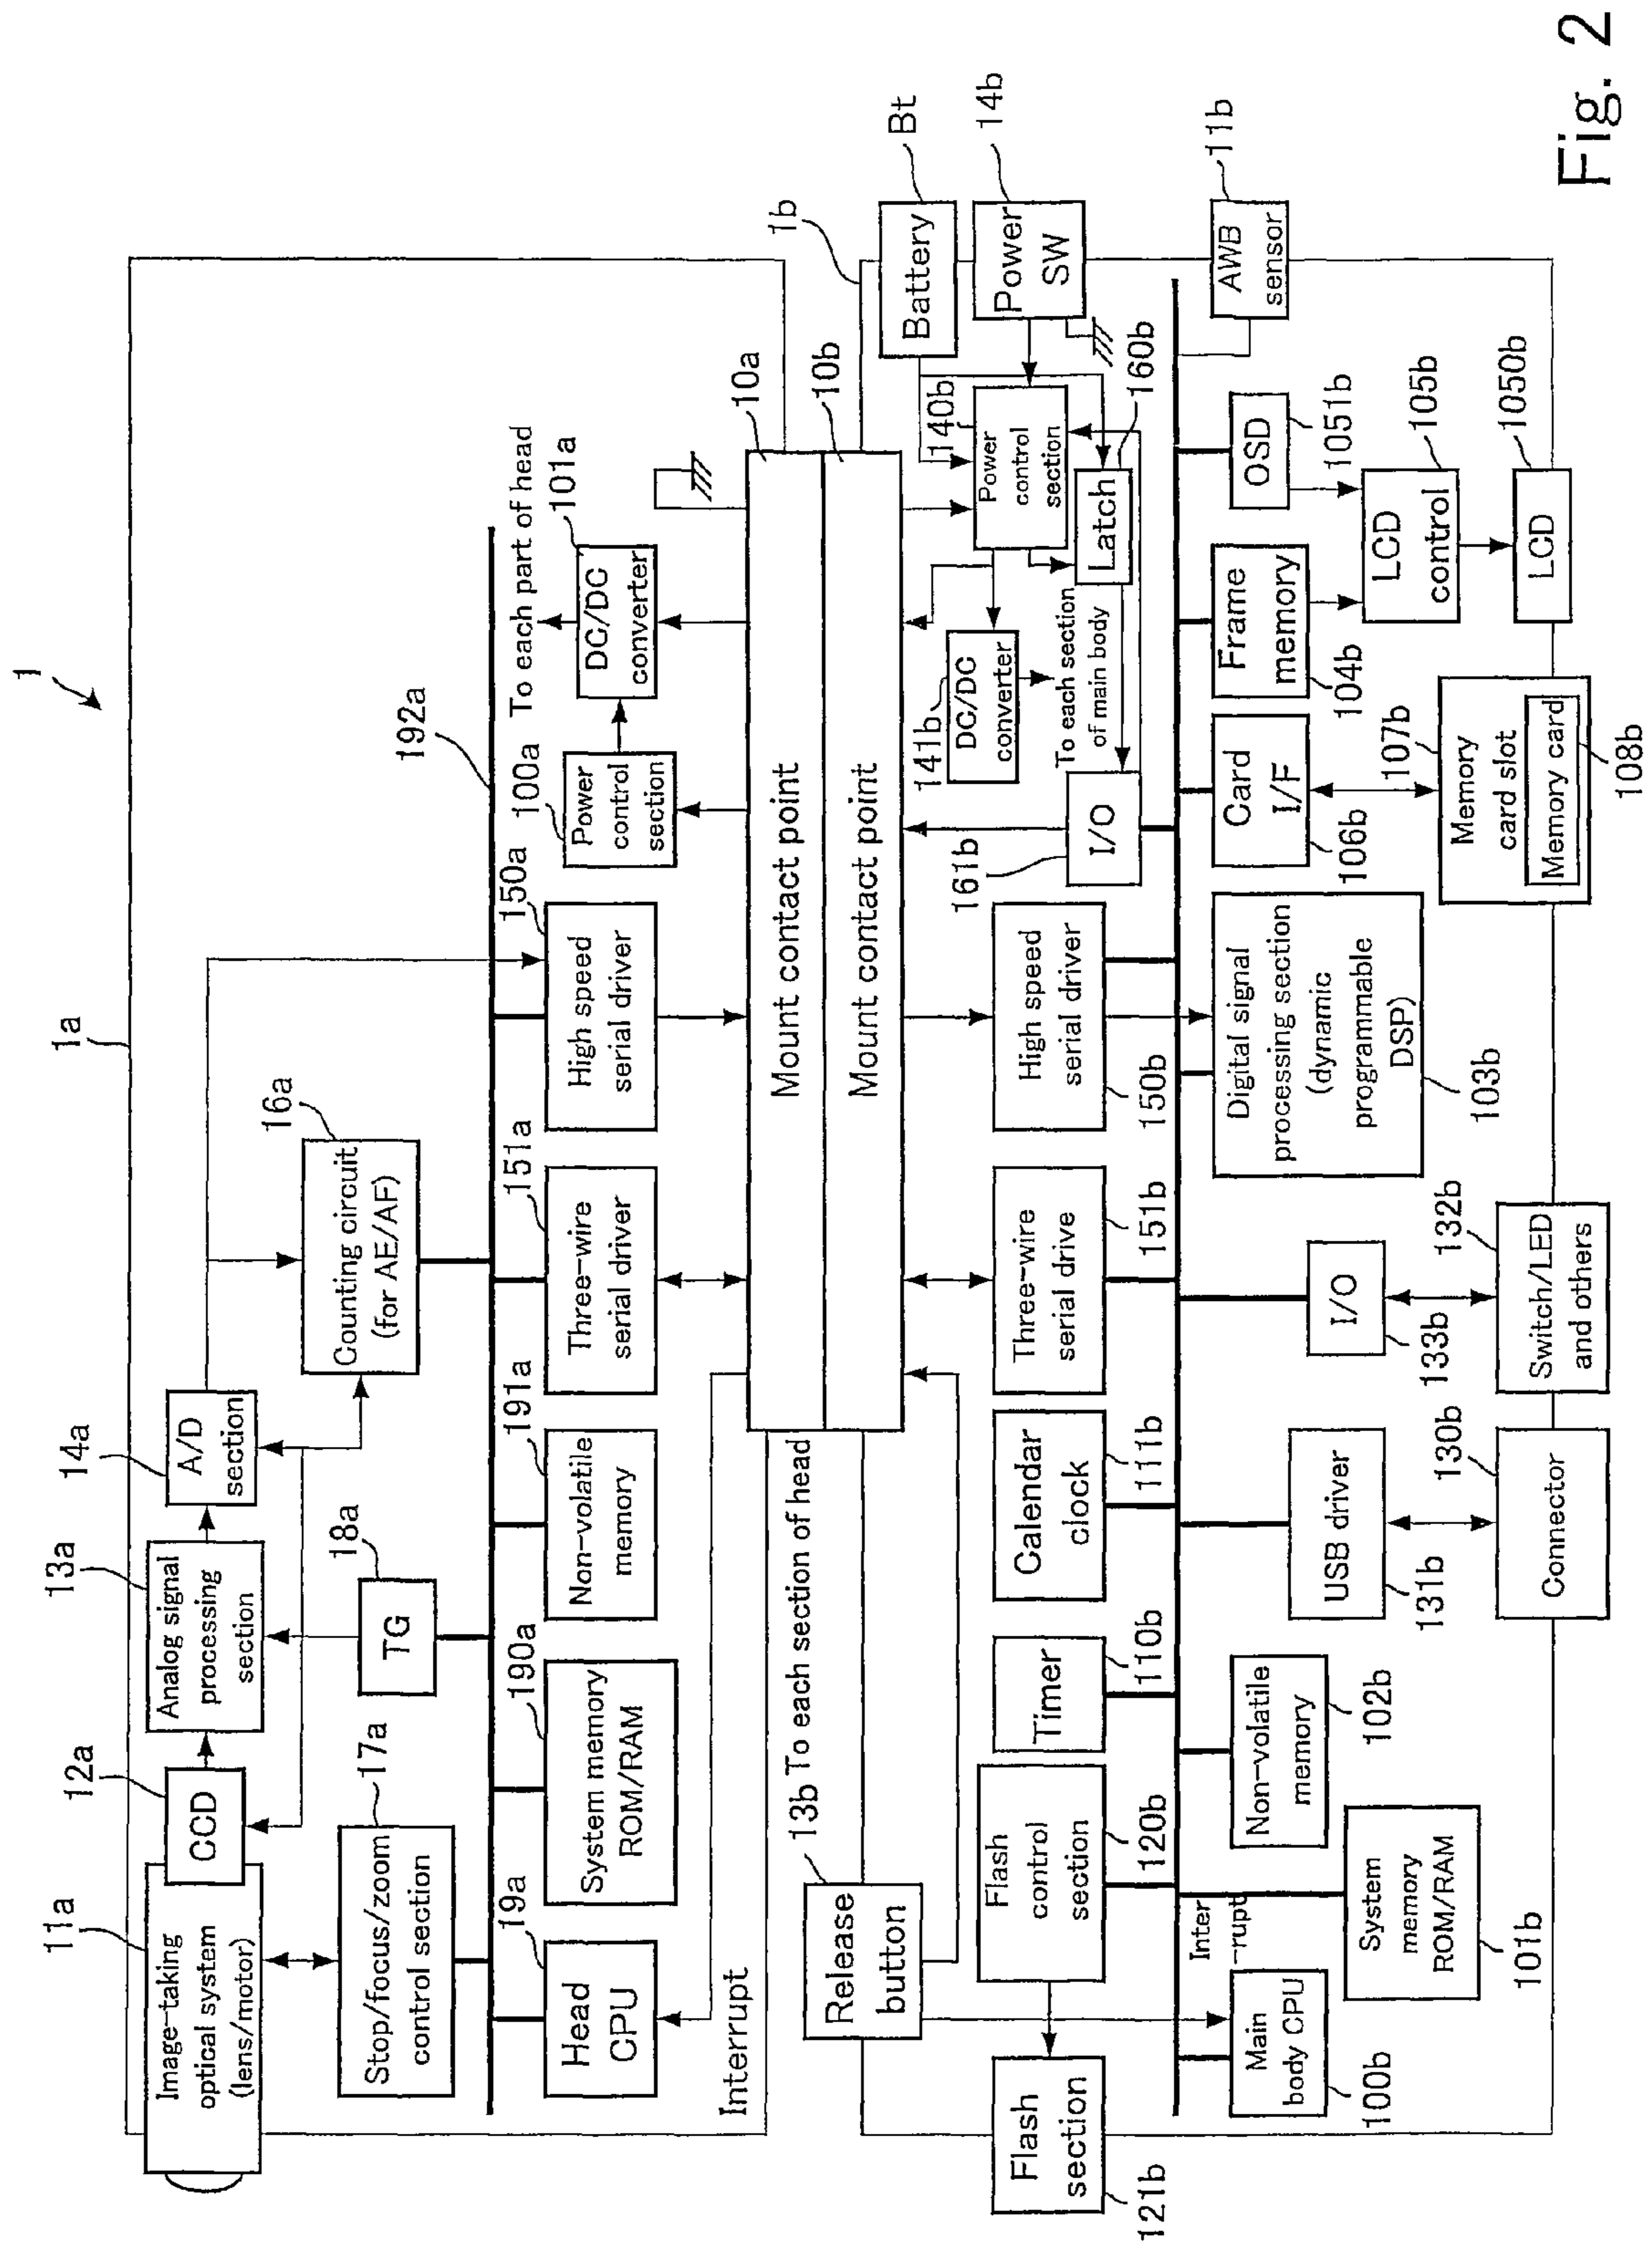 1
1a
11a
Image-taking
optical system
(lens/motor)
12a
CCD
13a
Analog signal
processing
section
14a
A/D
section
16a
Counting circuit
(for AE/AF)
17a
Stop/focus/zoom
control section
18a
TG
192a
To each part of head
19a
Head
CPU
190a
System memory
ROM/RAM
191a
Non-volatile
memory
151a
Three-wire
serial driver
150a
High speed
serial driver
100a
Power
control
section
101a
DC/DC
converter
Interrupt
10a
Mount contact point
10b
Mount contact point
1b
13b
To each section of head
Release
button
Battery
Bt
Power
SW
14b
140b
Power
control
section
141b
DC/DC
converter
To each section
of main body
Latch
160b
161b
I/O
121b
Flash
section
Flash
control
section
120b
Timer
110b
Calendar
clock
111b
Three-wire
serial drive
151b
High speed
serial driver
150b
AWB
sensor
11b
Inter
-rupt
Main
body CPU
100b
System
memory
ROM/RAM
101b
Non-volatile
memory
102b
USB driver
131b
Connector
130b
I/O
133b
Switch/LED
and others
132b
Digital signal
processing section
(dynamic
programmable
DSP)
103b
Card
I/F
106b
Memory
card slot
107b
Memory card
108b
Frame
memory
104b
OSD
1051b
LCD
control
105b
LCD
1050b
Fig. 2